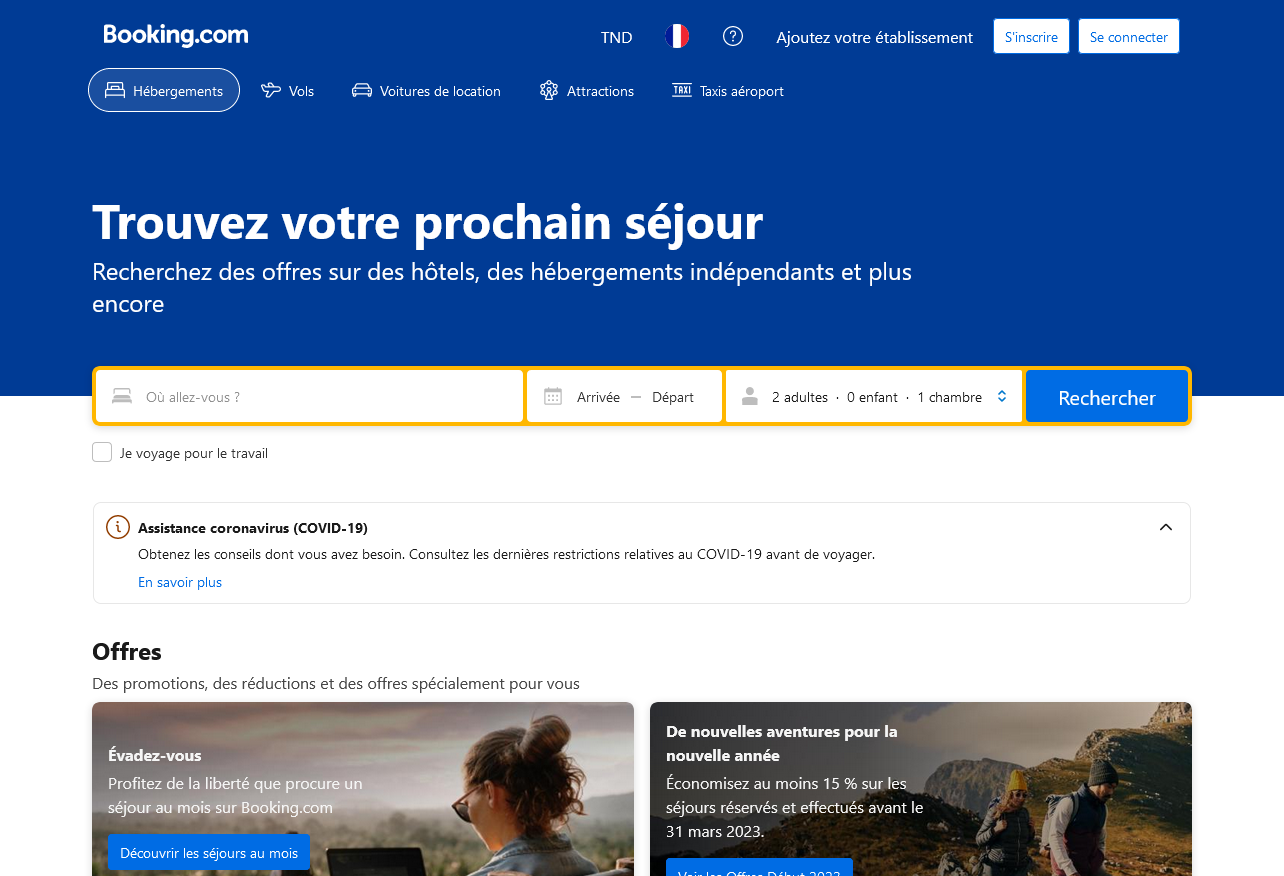 Booking.com
TND
Ajoutez votre établissement
S'inscrire
Se connecter
Hébergements
Vols
Voitures de location
Attractions
TAXI
Taxis aéroport
Trouvez votre prochain séjour
Recherchez des offres sur des hôtels, des hébergements indépendants et plus
encore
Où allez-vous ?
Arrivée — Départ
2 adultes · 0 enfant · 1 chambre
Rechercher
Je voyage pour le travail
Assistance coronavirus (COVID-19)
Obtenez les conseils dont vous avez besoin. Consultez les dernières restrictions relatives au COVID-19 avant de voyager.
En savoir plus
Offres
Des promotions, des réductions et des offres spécialement pour vous
Évadez-vous
Profitez de la liberté que procure un
séjour au mois sur Booking.com
Découvrir les séjours au mois
De nouvelles aventures pour la
nouvelle année
Économisez au moins 15 % sur les
séjours réservés et effectués avant le
31 mars 2023.
Voir les Offres Début 2023